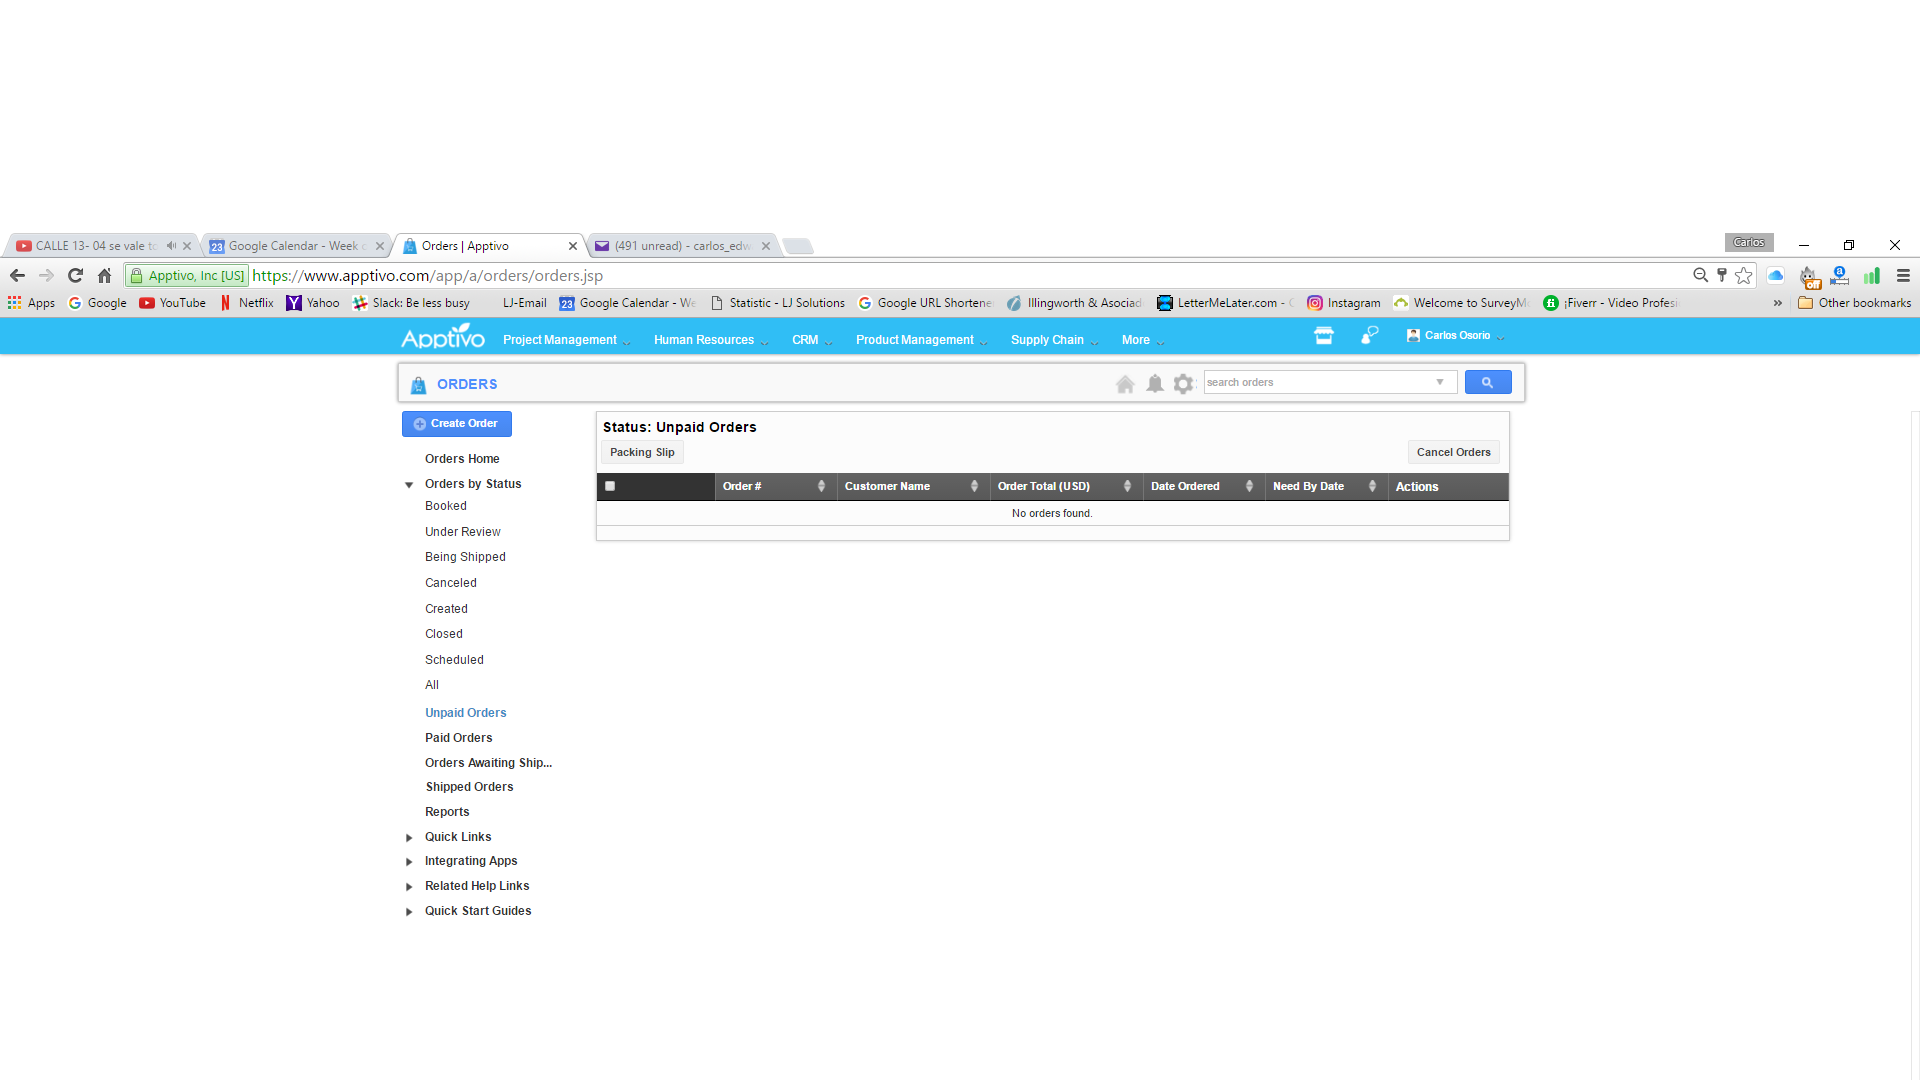 CALLE 13- 04 se vale to
Google Calendar - Week o
Orders | Apptivo
(491 unread) - carlos_edw
Carlos
Apptivo, Inc [US] https://www.apptivo.com/app/a/orders/orders.jsp
Apps Google YouTube Netflix Yahoo Slack: Be less busy LJ-Email Google Calendar - We Statistic - LJ Solutions Google URL Shortene Illingworth & Asociad LetterMeLater.com - Instagram Welcome to SurveyM ¡Fiverr - Video Profesi » Other bookmarks
Apptivo Project Management Human Resources CRM Product Management Supply Chain More Carlos Osorio
ORDERS search orders
Create Order
Orders Home
Orders by Status
Booked
Under Review
Being Shipped
Canceled
Created
Closed
Scheduled
All
Unpaid Orders
Paid Orders
Orders Awaiting Ship...
Shipped Orders
Reports
Quick Links
Integrating Apps
Related Help Links
Quick Start Guides
Status: Unpaid Orders
Packing Slip Cancel Orders
Order # Customer Name Order Total (USD) Date Ordered Need By Date Actions
No orders found.